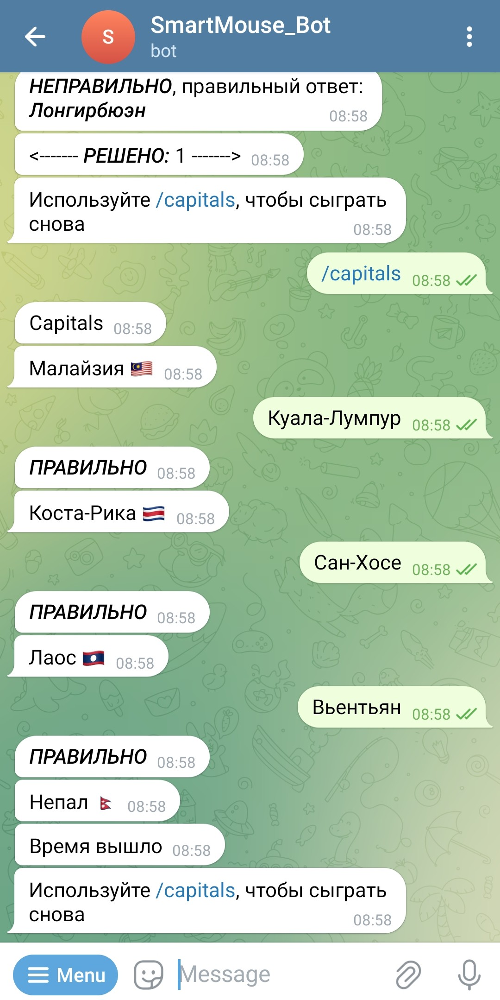 S
SmartMouse_Bot
bot
НЕПРАВИЛЬНО, правильный ответ:
Лонгирбюэн
08:58
<------- РЕШЕНО: 1 ------->
08:58
Используйте /capitals, чтобы сыграть
снова
08:58
/capitals
08:58
Capitals
08:58
Малайзия 🇲🇾
08:58
Куала-Лумпур
08:58
ПРАВИЛЬНО
08:58
Коста-Рика 🇨🇷
08:58
Сан-Хосе
08:58
ПРАВИЛЬНО
08:58
Лаос 🇱🇦
08:58
Вьентьян
08:58
ПРАВИЛЬНО
08:58
Непал 🇳🇵
08:58
Время вышло
08:58
Используйте /capitals, чтобы сыграть
снова
08:58
Menu
Message